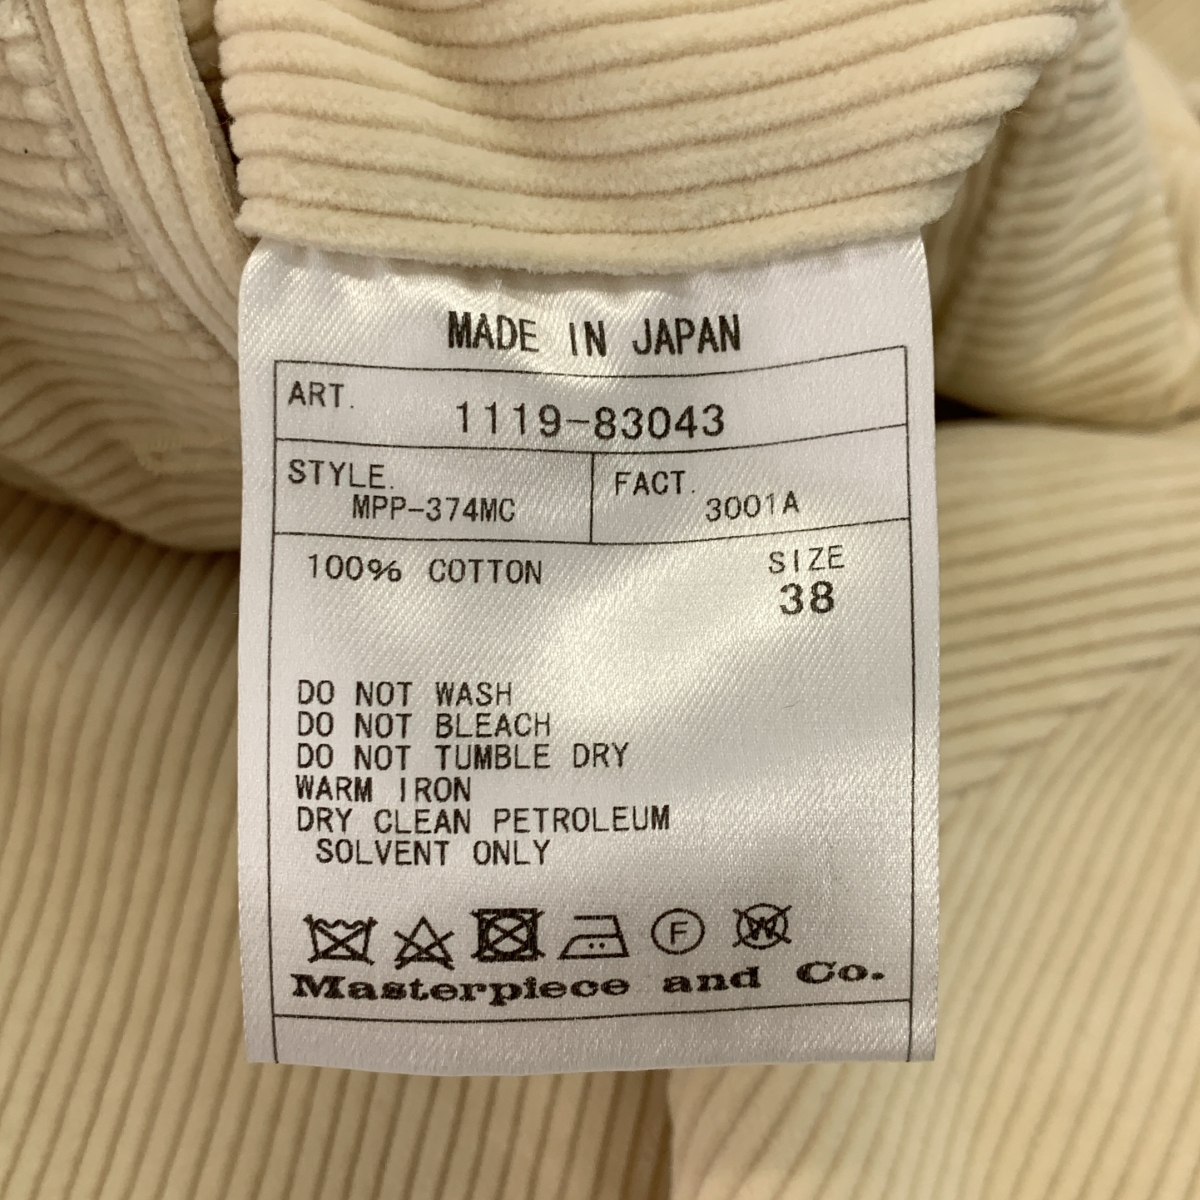 MADE IN JAPAN
ART. 1119-83043
STYLE. MPP-374MC
FACT. 3001A
100% COTTON
SIZE
38
DO NOT WASH
DO NOT BLEACH
DO NOT TUMBLE DRY
WARM IRON
DRY CLEAN PETROLEUM
SOLVENT ONLY
F W
Masterpiece and Co.